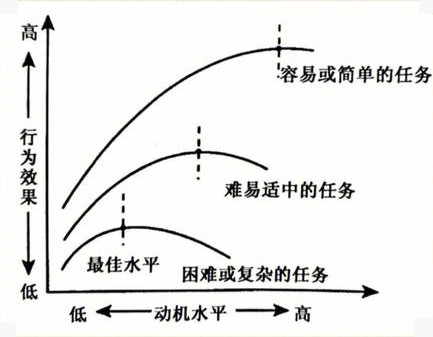 高
行为效果
低
容易或简单的任务
难易适中的任务
最佳水平
困难或复杂的任务
低
动机水平
高